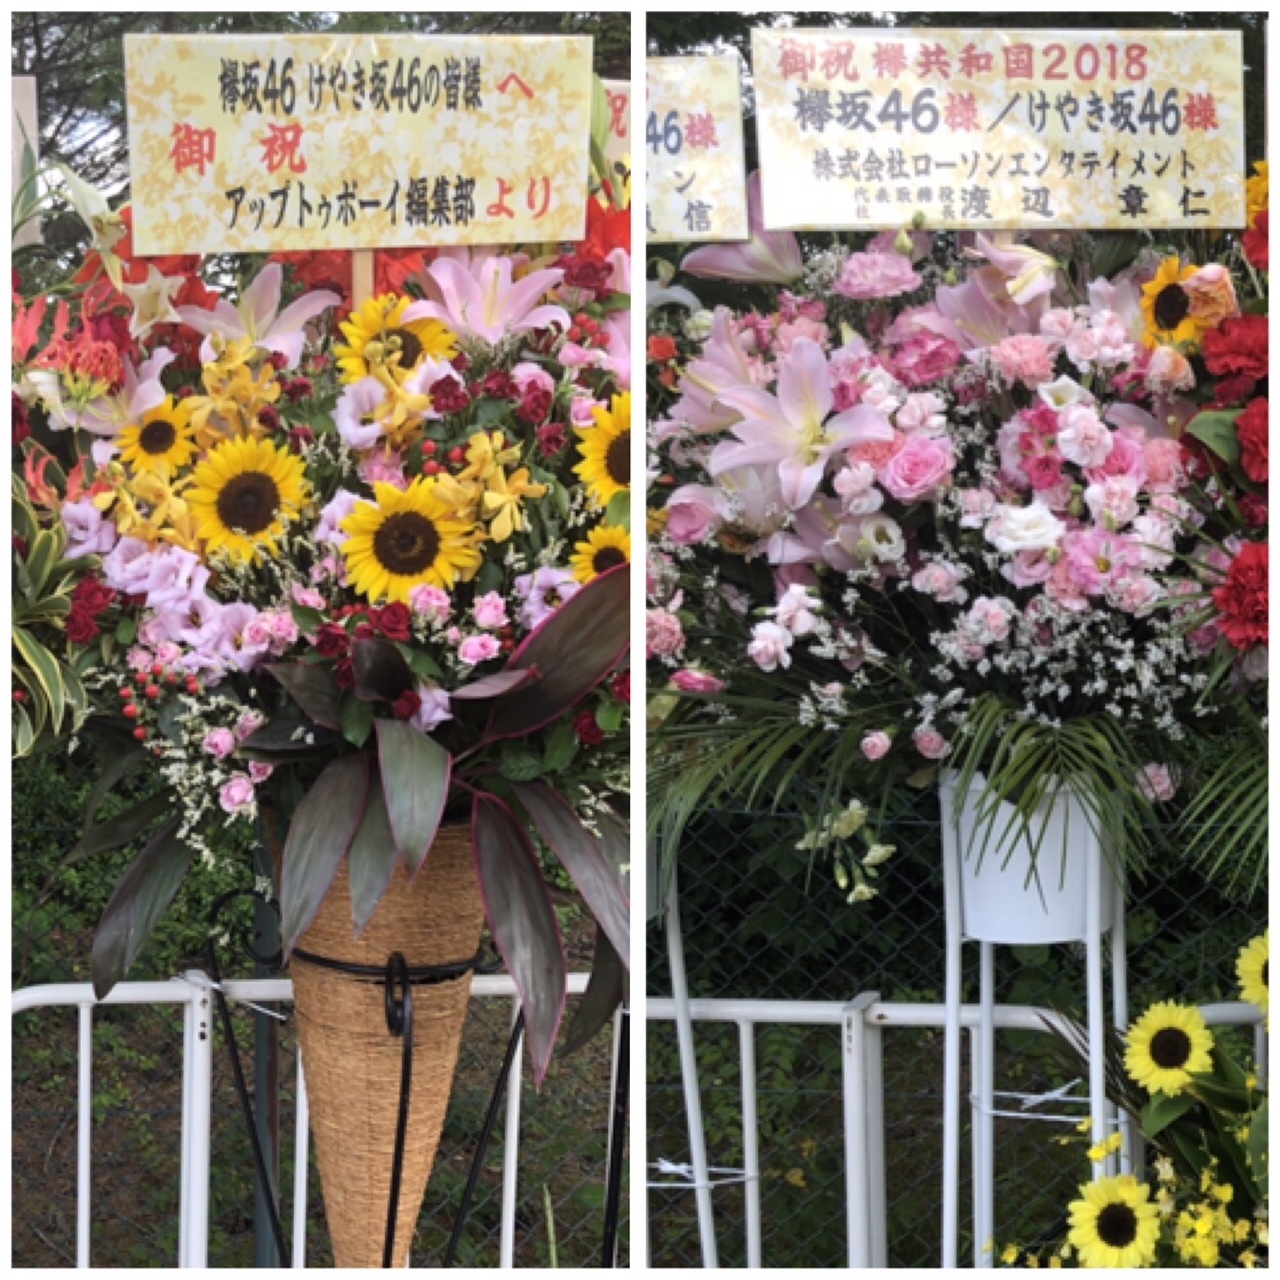 欅坂46 けやき坂46の皆様 へ
御 祝
アップトゥボーイ編集部 より
祝
46様
ン
信
御祝 欅共和国2018
欅坂46様／けやき坂46様
株式会社ローソンエンタテイメント
代表取締役
社長 渡辺 章仁